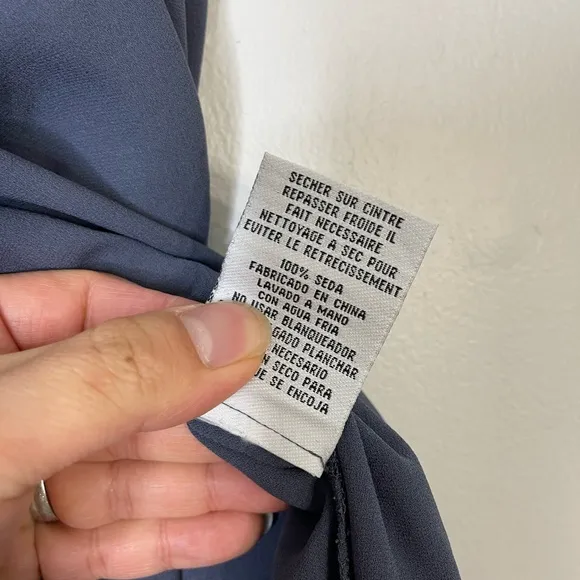 SECHER SUR CINTRE
REPASSER FROIDE IL
FAIT NECESSAIRE
NETTOYAGE A SEC POUR
EVITER LE RETRECISSEMENT
100% SEDA
FABRICADO EN CHINA
LAVADO A MANO
CON AGUA FRIA
NO USAR BLANQUEADOR
PLANCHAR
NECESARIO
SECO PARA
SE ENCOJA